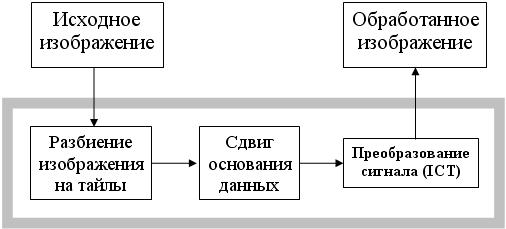 Исходное
изображение
Обработанное
изображение
Разбиение
изображения
на тайлы
Сдвиг
основания
данных
Преобразование
сигнала (ICT)